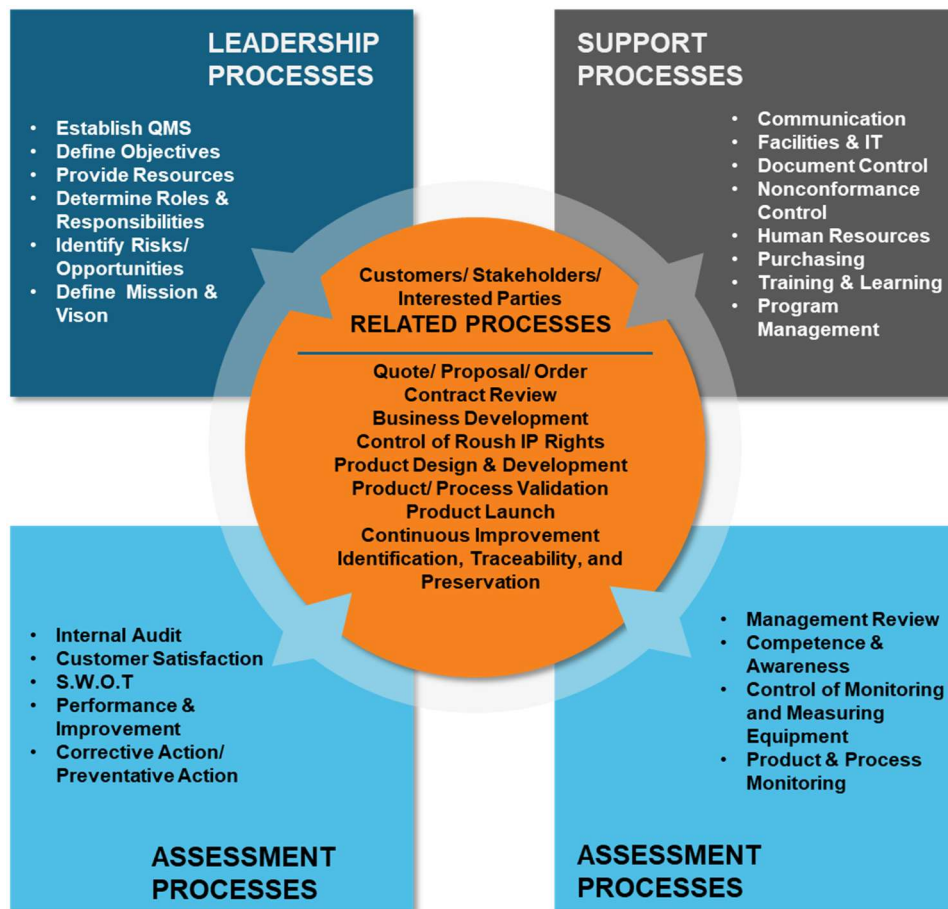 LEADERSHIP
PROCESSES
• Establish QMS
• Define Objectives
• Provide Resources
• Determine Roles &
Responsibilities
• Identify Risks/
Opportunities
• Define Mission &
Vison
SUPPORT
PROCESSES
• Communication
• Facilities & IT
• Document Control
• Nonconformance
Control
• Human Resources
• Purchasing
• Training & Learning
• Program
Management
Customers/ Stakeholders/
Interested Parties
RELATED PROCESSES
Quote/ Proposal/ Order
Contract Review
Business Development
Control of Roush IP Rights
Product Design & Development
Product/ Process Validation
Product Launch
Continuous Improvement
Identification, Traceability, and
Preservation
• Internal Audit
• Customer Satisfaction
• S.W.O.T
• Performance &
Improvement
• Corrective Action/
Preventative Action
ASSESSMENT
PROCESSES
• Management Review
• Competence &
Awareness
• Control of Monitoring
and Measuring
Equipment
• Product & Process
Monitoring
ASSESSMENT
PROCESSES